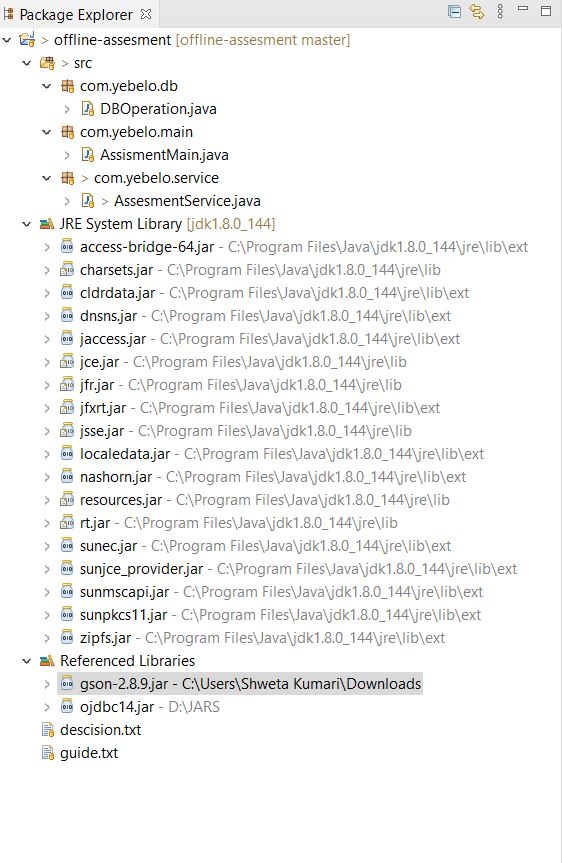 Package Explorer
> offline-assesment [offline-assesment master]
> src
com.yebelo.db
DBOperation.java
com.yebelo.main
AssismentMain.java
> com.yebelo.service
> AssesmentService.java
JRE System Library [jdk1.8.0_144]
access-bridge-64.jar - C:\Program Files\Java\jdk1.8.0_144\jre\lib\ext
charsets.jar - C:\Program Files\Java\jdk1.8.0_144\jre\lib
cldrdata.jar - C:\Program Files\Java\jdk1.8.0_144\jre\lib\ext
dnsns.jar - C:\Program Files\Java\jdk1.8.0_144\jre\lib\ext
jaccess.jar - C:\Program Files\Java\jdk1.8.0_144\jre\lib\ext
jce.jar - C:\Program Files\Java\jdk1.8.0_144\jre\lib
jfr.jar - C:\Program Files\Java\jdk1.8.0_144\jre\lib
jfxrt.jar - C:\Program Files\Java\jdk1.8.0_144\jre\lib\ext
jsse.jar - C:\Program Files\Java\jdk1.8.0_144\jre\lib
localedata.jar - C:\Program Files\Java\jdk1.8.0_144\jre\lib\ext
nashorn.jar - C:\Program Files\Java\jdk1.8.0_144\jre\lib\ext
resources.jar - C:\Program Files\Java\jdk1.8.0_144\jre\lib
rt.jar - C:\Program Files\Java\jdk1.8.0_144\jre\lib
sunec.jar - C:\Program Files\Java\jdk1.8.0_144\jre\lib\ext
sunjce_provider.jar - C:\Program Files\Java\jdk1.8.0_144\jre\lib\ext
sunmscapi.jar - C:\Program Files\Java\jdk1.8.0_144\jre\lib\ext
sunpkcs11.jar - C:\Program Files\Java\jdk1.8.0_144\jre\lib\ext
zipfs.jar - C:\Program Files\Java\jdk1.8.0_144\jre\lib\ext
Referenced Libraries
gson-2.8.9.jar - C:\Users\Shweta Kumari\Downloads
ojdbc14.jar - D:\JARS
descision.txt
guide.txt